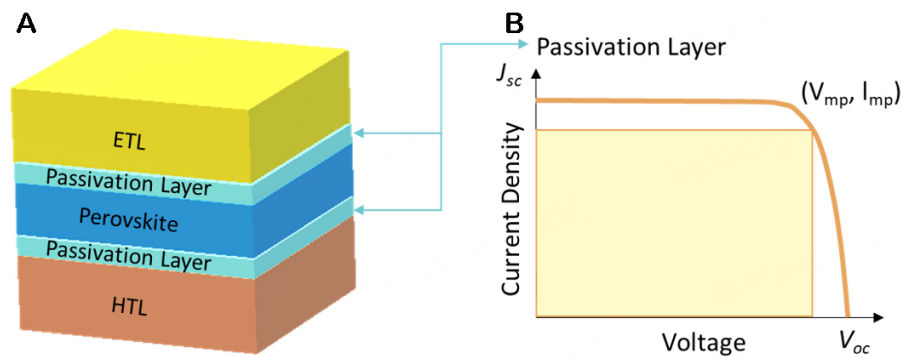 A
ETL
Passivation Layer
Perovskite
Passivation Layer
HTL
B
Passivation Layer
Jsc
(Vmp, Imp)
Current Density
Voltage
Voc